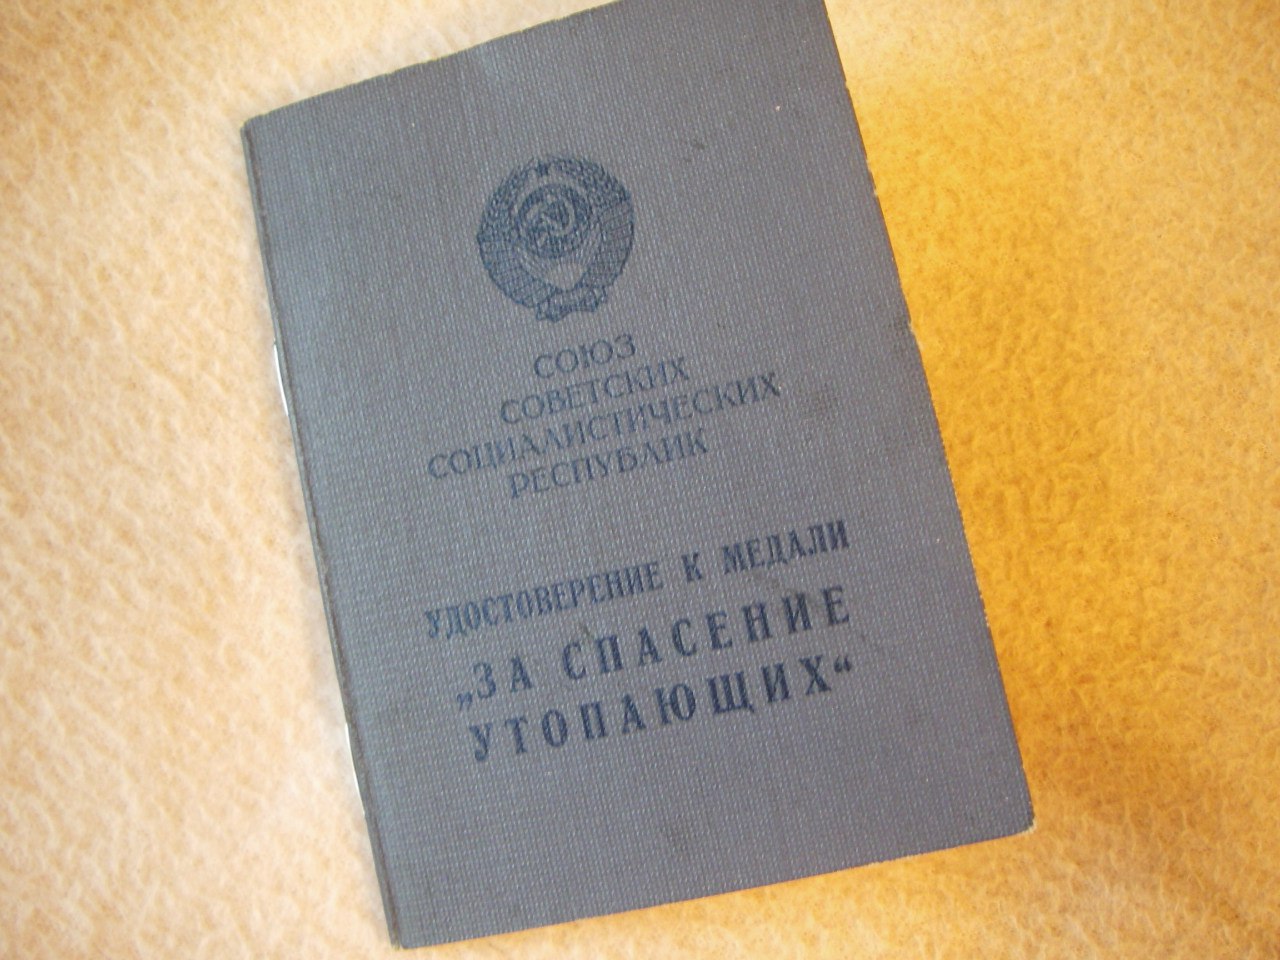 СОЮЗ
СОВЕТСКИХ
СОЦИАЛИСТИЧЕСКИХ
РЕСПУБЛИК
УДОСТОВЕРЕНИЕ К МЕДАЛИ
„ЗА СПАСЕНИЕ
УТОПАЮЩИХ“